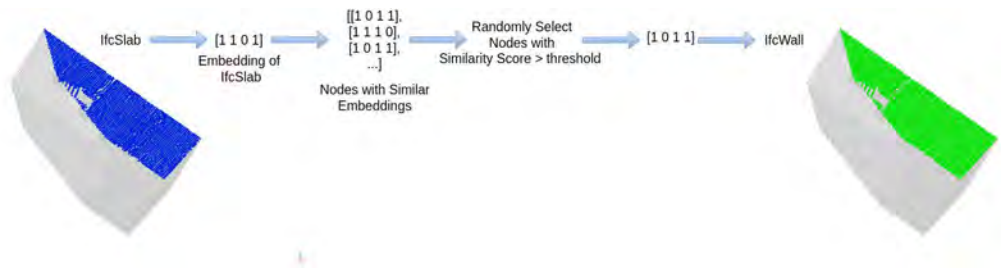 IfcSlab
[1 1 0 1]
Embedding of
IfcSlab
[[1 0 1 1],
[1 1 1 0],
[1 0 1 1],
...]
Nodes with Similar
Embeddings
Randomly Select
Nodes with
Similarity Score > threshold
[1 0 1 1]
IfcWall